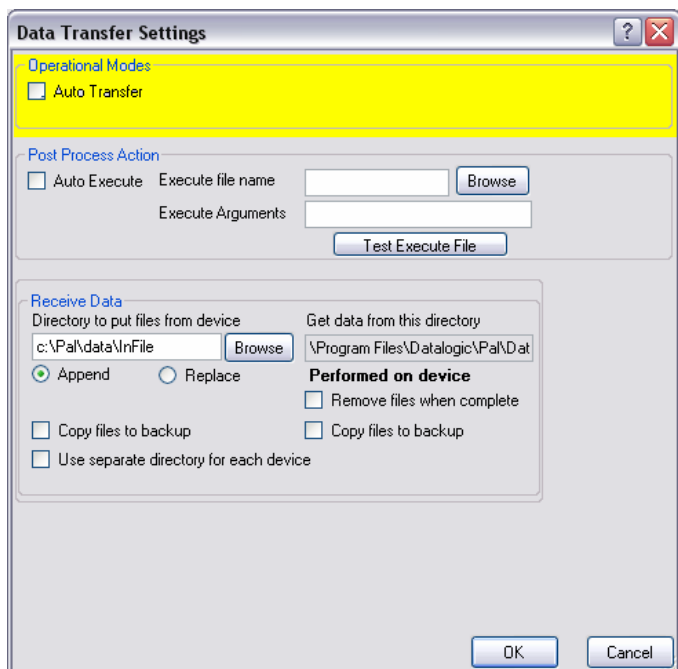 Data Transfer Settings
Operational Modes
Auto Transfer
Post Process Action
Auto Execute Execute file name Browse
Execute Arguments
Test Execute File
Receive Data
Directory to put files from device Get data from this directory
c:\Pal\data\InFile Browse \Program Files\Datalogic\Pal\Dat
Append Replace Performed on device
Remove files when complete
Copy files to backup Copy files to backup
Use separate directory for each device
OK Cancel